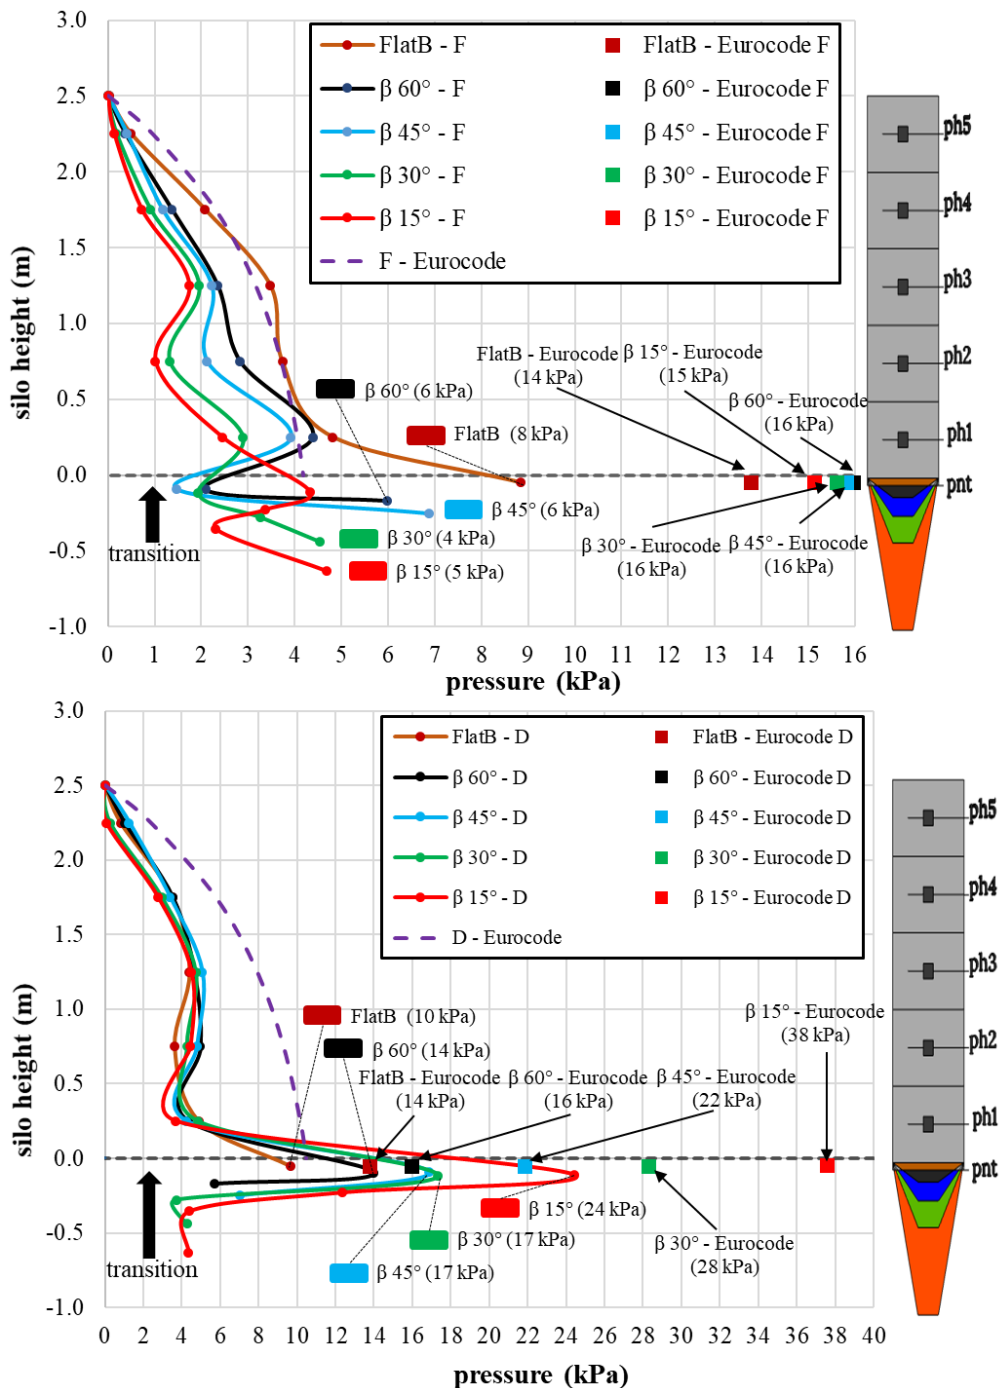 3.0
2.5
2.0
1.5
1.0
0.5
0.0
-0.5
-1.0
silo height (m)
FlatB - F
FlatB - Eurocode F
β 60° - F
β 60° - Eurocode F
β 45° - F
β 45° - Eurocode F
β 30° - F
β 30° - Eurocode F
β 15° - F
β 15° - Eurocode F
F - Eurocode
FlatB - Eurocode
(14 kPa)
β 15° - Eurocode
(15 kPa)
β 60° (6 kPa)
β 60° - Eurocode
(16 kPa)
FlatB (8 kPa)
β 45° (6 kPa)
β 30° (4 kPa)
β 15° (5 kPa)
β 30° - Eurocode
(16 kPa)
β 45° - Eurocode
(16 kPa)
transition
ph5
ph4
ph3
ph2
ph1
pnt
0 1 2 3 4 5 6 7 8 9 10 11 12 13 14 15 16
pressure (kPa)
3.0
2.5
2.0
1.5
1.0
0.5
0.0
-0.5
-1.0
silo height (m)
FlatB - D
FlatB - Eurocode D
β 60° - D
β 60° - Eurocode D
β 45° - D
β 45° - Eurocode D
β 30° - D
β 30° - Eurocode D
β 15° - D
β 15° - Eurocode D
D - Eurocode
FlatB (10 kPa)
β 60° (14 kPa)
FlatB - Eurocode
(14 kPa)
β 60° - Eurocode
(16 kPa)
β 45° - Eurocode
(22 kPa)
β 15° - Eurocode
(38 kPa)
β 15° (24 kPa)
β 30° (17 kPa)
β 45° (17 kPa)
β 30° - Eurocode
(28 kPa)
transition
ph5
ph4
ph3
ph2
ph1
pnt
0 2 4 6 8 10 12 14 16 18 20 22 24 26 28 30 32 34 36 38 40
pressure (kPa)